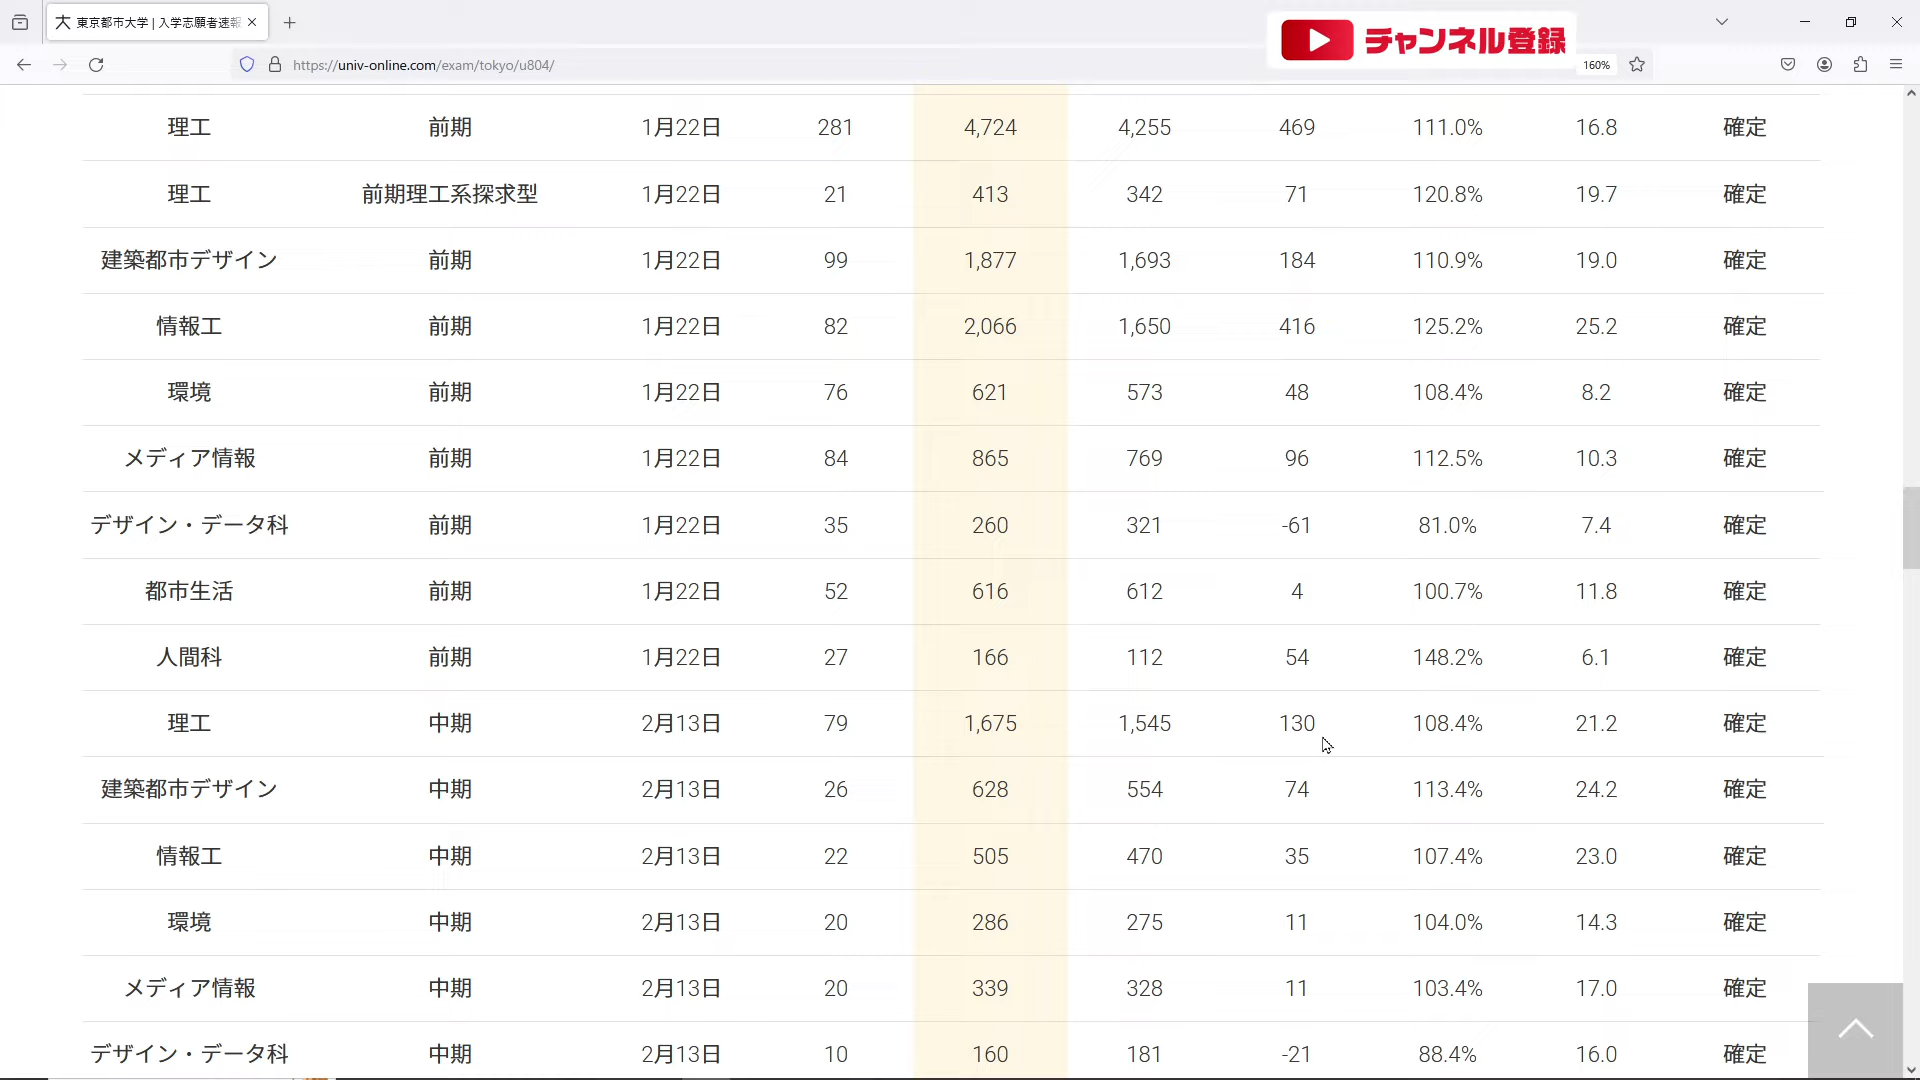 東京都市大学 | 入学志願者速報
チャンネル登録
https://univ-online.com/exam/tokyo/u804/
160%
理工 前期 1月22日 281 4,724 4,255 469 111.0% 16.8 確定
理工 前期理工系探求型 1月22日 21 413 342 71 120.8% 19.7 確定
建築都市デザイン 前期 1月22日 99 1,877 1,693 184 110.9% 19.0 確定
情報工 前期 1月22日 82 2,066 1,650 416 125.2% 25.2 確定
環境 前期 1月22日 76 621 573 48 108.4% 8.2 確定
メディア情報 前期 1月22日 84 865 769 96 112.5% 10.3 確定
デザイン・データ科 前期 1月22日 35 260 321 -61 81.0% 7.4 確定
都市生活 前期 1月22日 52 616 612 4 100.7% 11.8 確定
人間科 前期 1月22日 27 166 112 54 148.2% 6.1 確定
理工 中期 2月13日 79 1,675 1,545 130 108.4% 21.2 確定
建築都市デザイン 中期 2月13日 26 628 554 74 113.4% 24.2 確定
情報工 中期 2月13日 22 505 470 35 107.4% 23.0 確定
環境 中期 2月13日 20 286 275 11 104.0% 14.3 確定
メディア情報 中期 2月13日 20 339 328 11 103.4% 17.0 確定
デザイン・データ科 中期 2月13日 10 160 181 -21 88.4% 16.0 確定